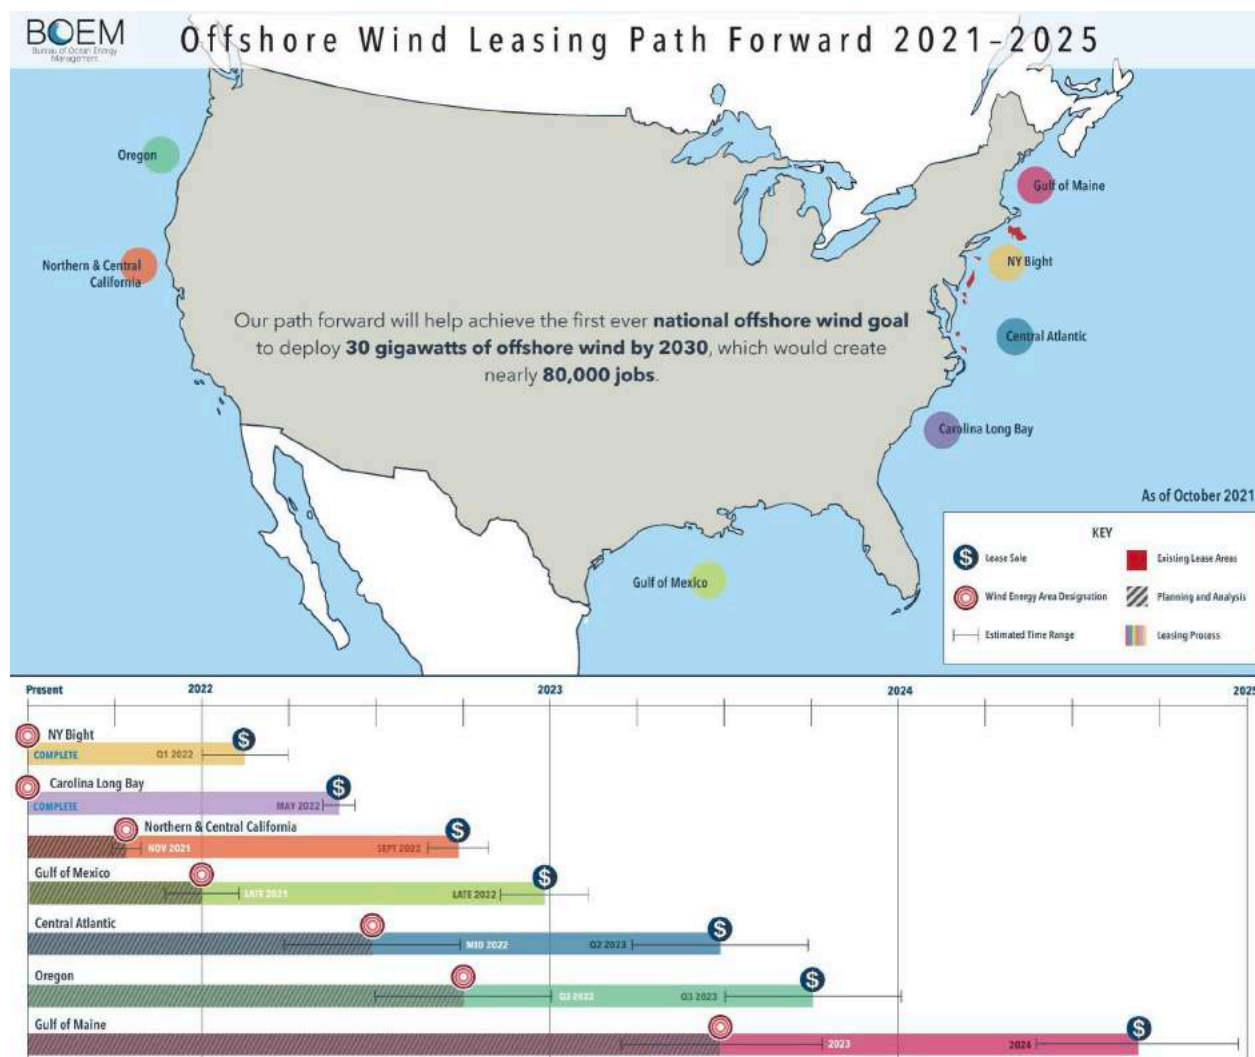 BOEM
Bureau of Ocean Energy
Management
Offshore Wind Leasing Path Forward 2021–2025
Oregon
Gulf of Maine
Northern & Central
California
NY Bight
Our path forward will help achieve the first ever national offshore wind goal
to deploy 30 gigawatts of offshore wind by 2030, which would create
nearly 80,000 jobs.
Central Atlantic
Carolina Long Bay
As of October 2021
Gulf of Mexico
KEY
$ Lease Sale
Existing Lease Areas
Wind Energy Area Designation
Planning and Analysis
Estimated Time Range
Leasing Process
Present 2022 2023 2024 2025
NY Bight $
COMPLETE Q1 2022
Carolina Long Bay $
COMPLETE MAY 2022
Northern & Central California $
NOV 2021 SEPT 2022
Gulf of Mexico $
LATE 2021 LATE 2022
Central Atlantic $
MID 2022 Q2 2023
Oregon $
Q3 2022 Q3 2023
Gulf of Maine $
2023 2024